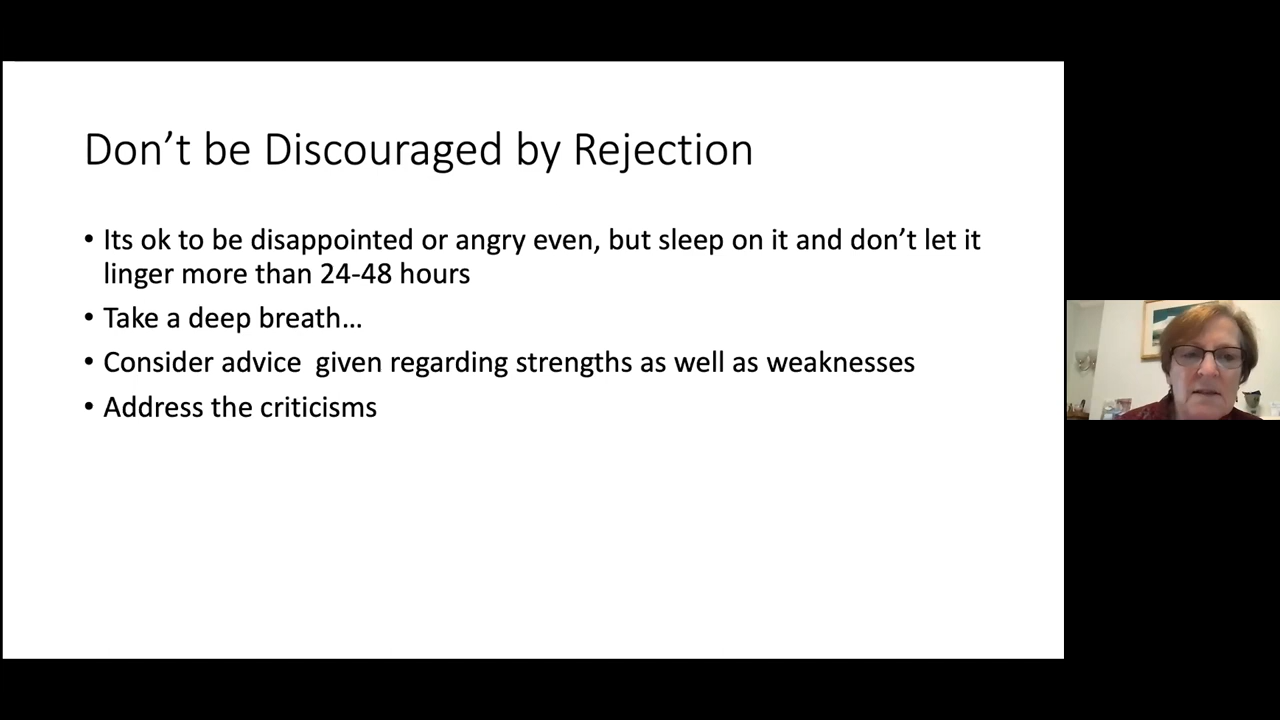 Don’t be Discouraged by Rejection
• Its ok to be disappointed or angry even, but sleep on it and don’t let it
linger more than 24-48 hours
• Take a deep breath…
• Consider advice  given regarding strengths as well as weaknesses
• Address the criticisms